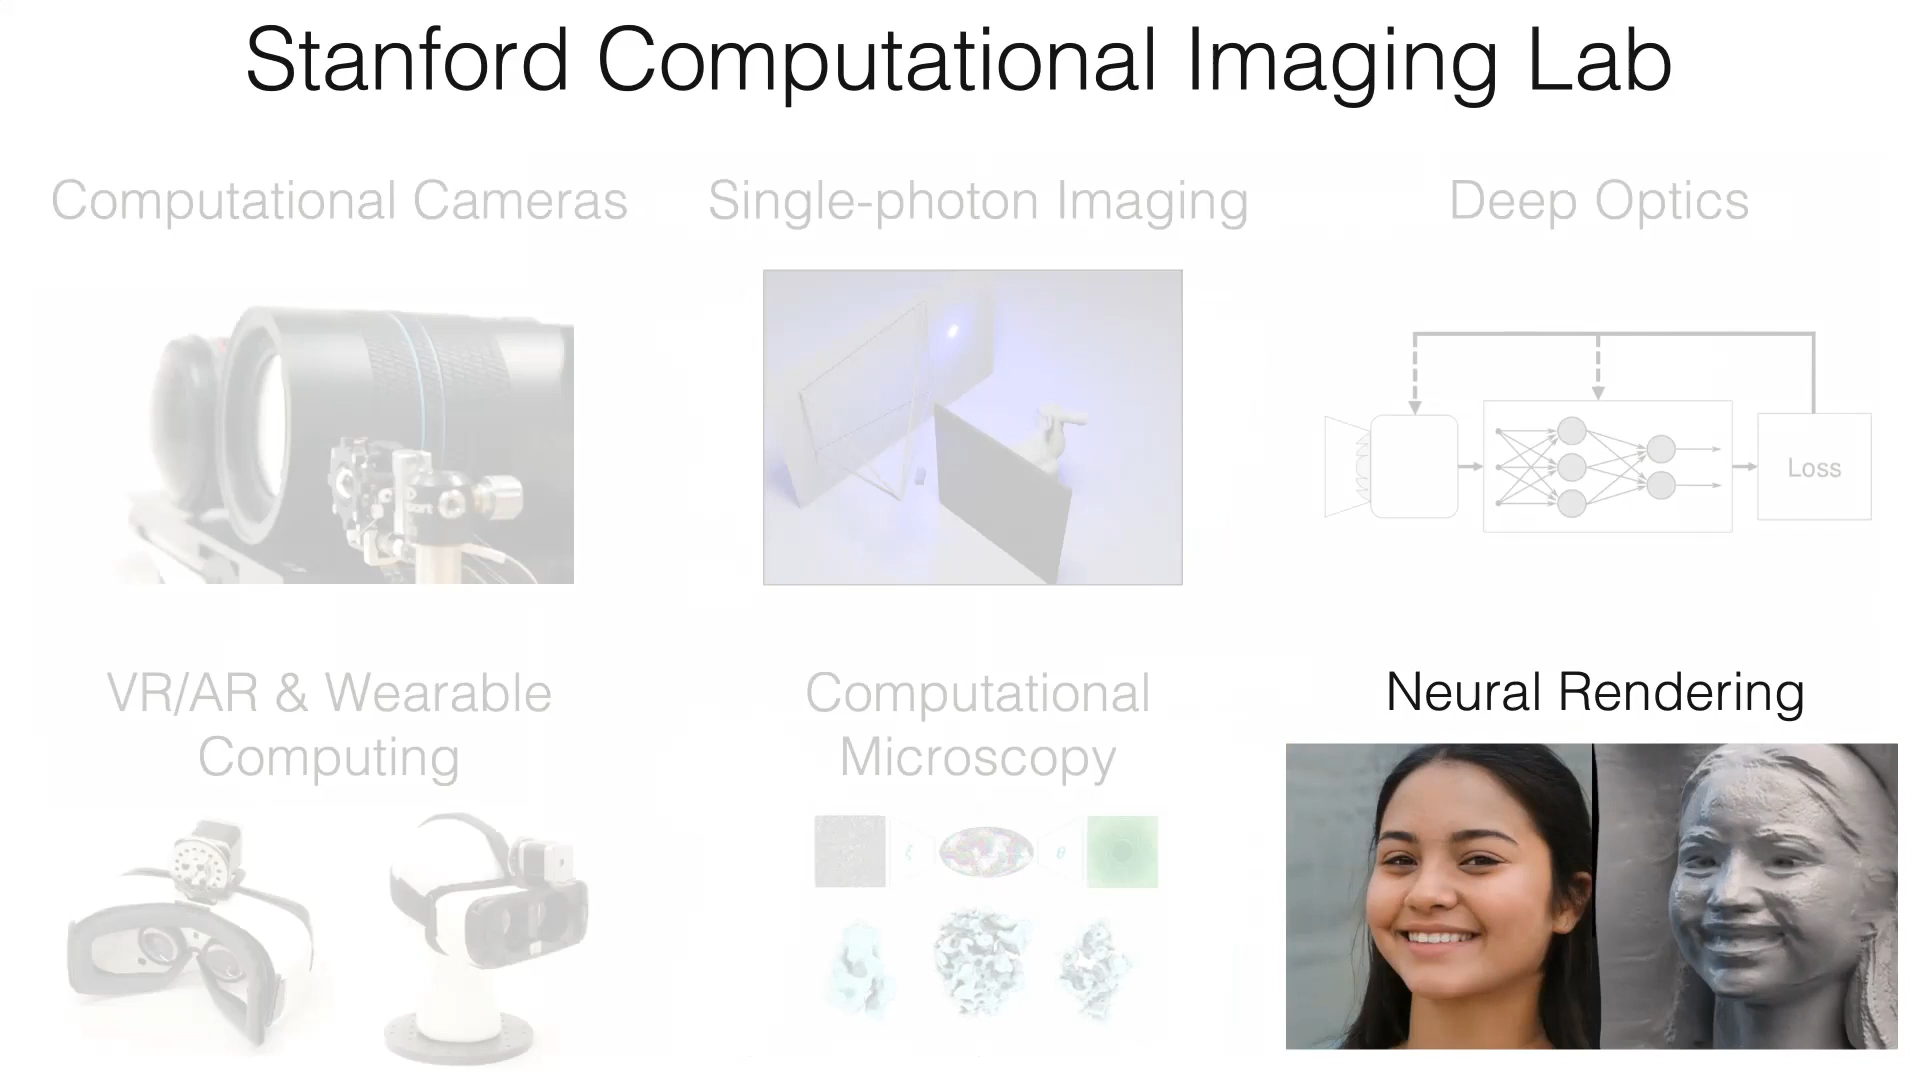 Stanford Computational Imaging Lab
Computational Cameras
Single-photon Imaging
Deep Optics
Loss
VR/AR & Wearable
Computing
Computational
Microscopy
Neural Rendering